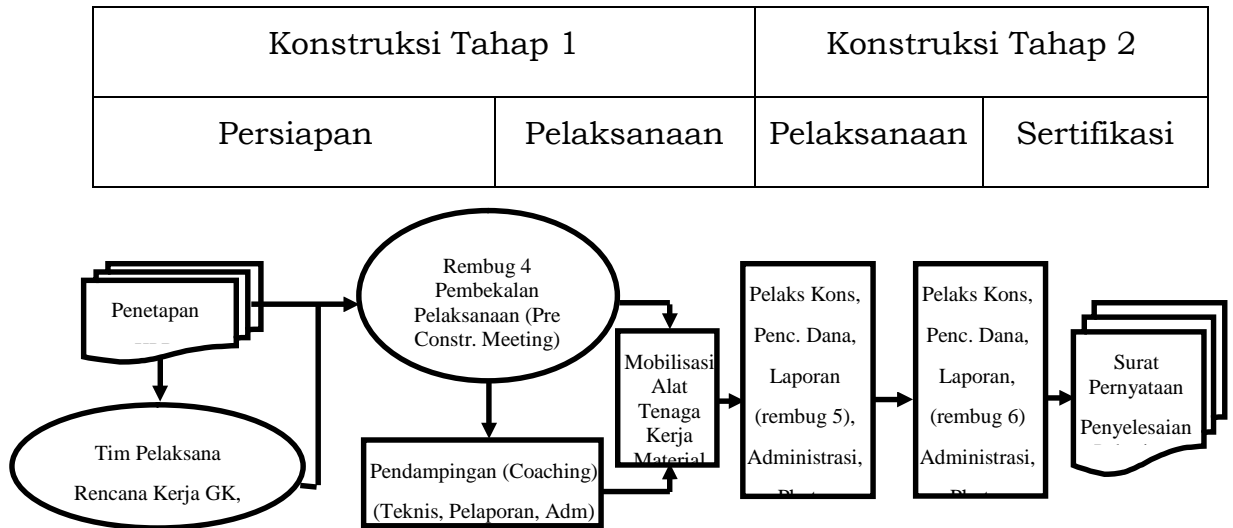 Konstruksi Tahap 1
Konstruksi Tahap 2
Persiapan
Pelaksanaan
Pelaksanaan
Sertifikasi
Penetapan
Tim Pelaksana
Rencana Kerja GK,
Rembug 4
Pembekalan
Pelaksanaan (Pre
Constr. Meeting)
Pendampingan (Coaching)
(Teknis, Pelaporan, Adm)
Mobilisasi
Alat
Tenaga
Kerja
Material
Pelaks Kons,
Penc. Dana,
Laporan
(rembug 5),
Administrasi,
Pelaks Kons,
Penc. Dana,
Laporan,
(rembug 6)
Administrasi,
Surat
Pernyataan
Penyelesaian